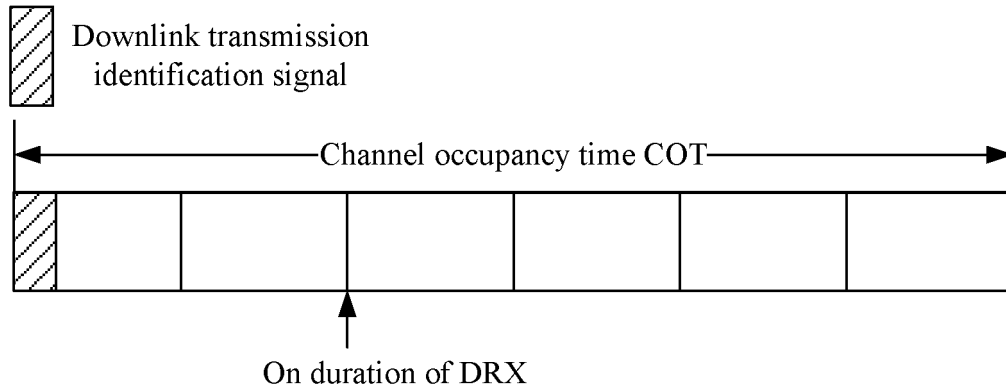 Downlink transmission
identification signal
Channel occupancy time COT
On duration of DRX